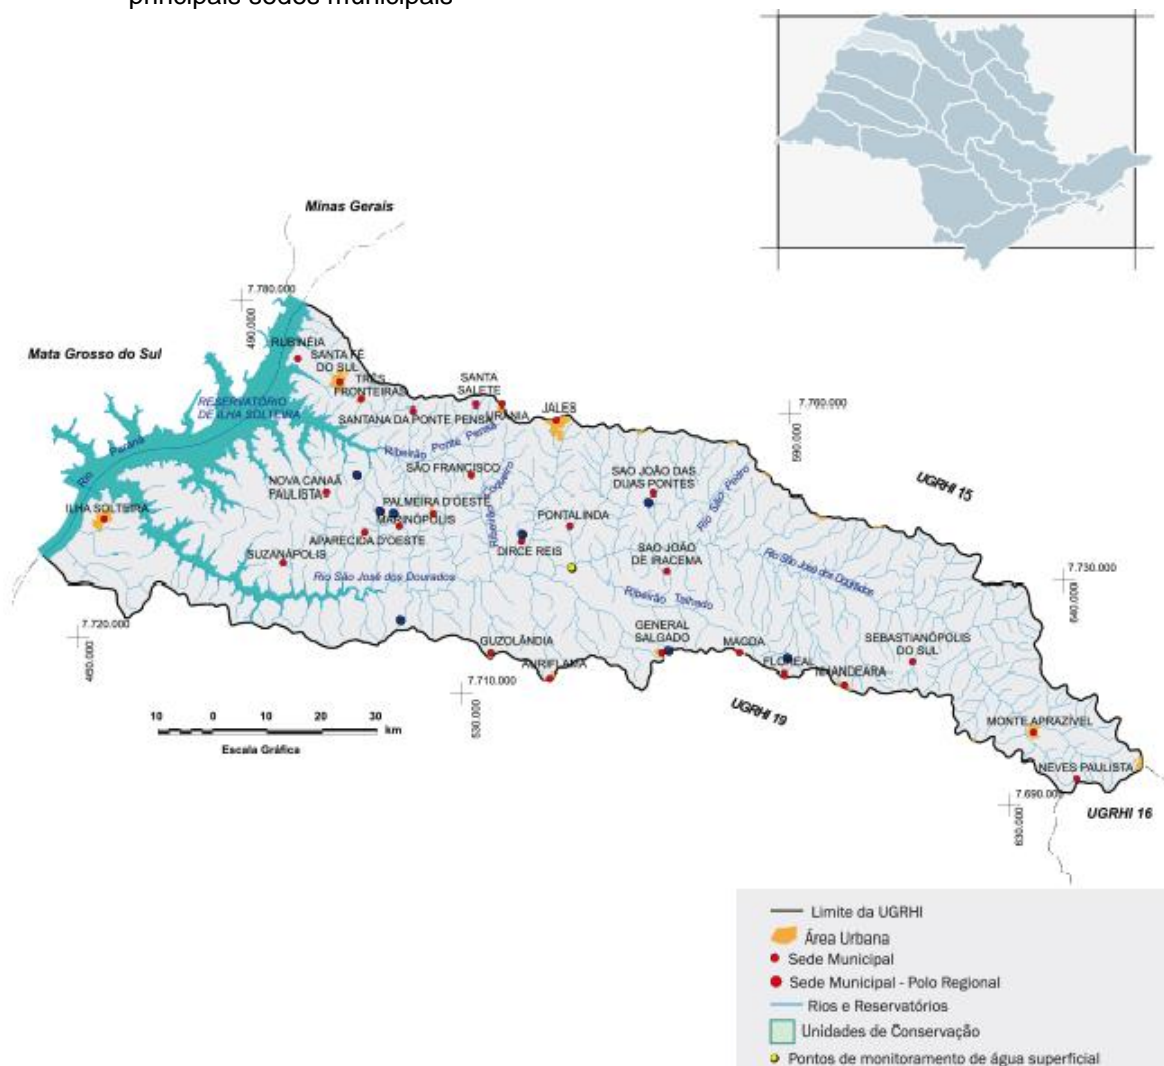 principais sedes municipais
Minas Gerais
7.780.000
490.000
Mata Grosso do Sul
RUBINÉIA
SANTA FÉ
DO SUL
TRÊS
FRONTEIRAS
SANTA
SALETE
RESERVATÓRIO
DE ILHA SOLTEIRA
SANTANA DA PONTE PENSA
URÂNIA
JALES
7.760.000
590.000
Rio Paraná
Ribeirão Ponte Pensa
UGRHI 15
NOVA CANAÃ
PAULISTA
SÃO FRANCISCO
SAO JOÃO DAS
DUAS PONTES
Rio São Pedro
ILHA SOLTEIRA
PALMEIRA D'OESTE
MARINÓPOLIS
APARECIDA D'OESTE
Ribeirão
PONTALINDA
DIRCE REIS
SUZANÁPOLIS
Rio São José dos Dourados
SAO JOÃO
DE IRACEMA
Rio São José dos Dourados
Ribeirão Talhado
7.730.000
640.000
7.720.000
460.000
GUZOLÂNDIA
AURIFLAMA
GENERAL
SALGADO
MAGDA
FLOREAL
NHANDEARA
SEBASTIANÓPOLIS
DO SUL
7.710.000
530.000
UGRHI 19
10 0 10 20 30 km
Escala Gráfica
MONTE APRAZÍVEL
NEVES PAULISTA
7.690.000
630.000
UGRHI 16
Limite da UGRHI
Área Urbana
Sede Municipal
Sede Municipal - Polo Regional
Rios e Reservatórios
Unidades de Conservação
Pontos de monitoramento de água superficial